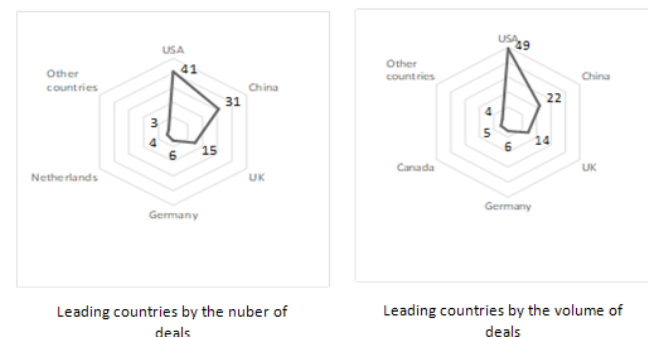 USA
41
Other
countries
China
31
3
4
15
6
Netherlands
UK
Germany
Leading countries by the nuber of
deals
USA
49
Other
countries
China
22
4
5
14
6
Canada
UK
Germany
Leading countries by the volume of
deals